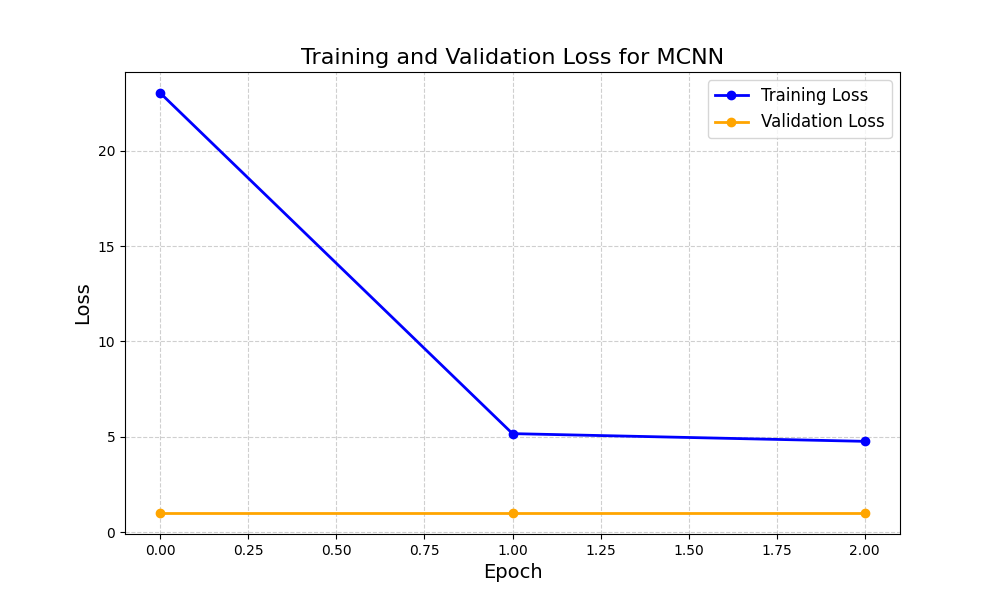 Training and Validation Loss for MCNN
Training Loss
Validation Loss
Loss
20
15
10
5
0
0.00 0.25 0.50 0.75 1.00 1.25 1.50 1.75 2.00
Epoch